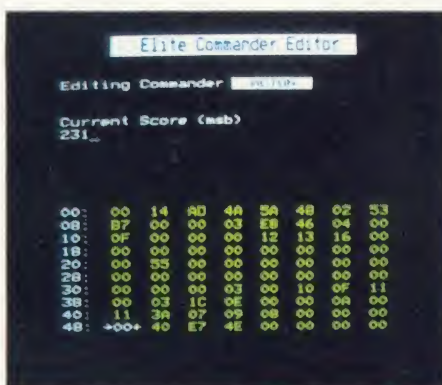 Elite Commander Editor
Editing Commander ACTON
Current Score (msb)
231_
00: 00 14 AD 4A 5A 48 02 53
08: B7 00 00 03 E8 46 04 00
10: 0F 00 00 00 12 13 16 00
18: 00 00 00 00 00 00 00 00
20: 00 55 00 00 00 00 00 00
28: 00 00 00 00 00 00 00 00
30: 00 00 00 03 00 10 0F 11
38: 00 03 1C 0E 00 00 0A 00
40: 11 3A 07 09 08 00 00 00
48: →00← 40 E7 4E 00 00 00 00